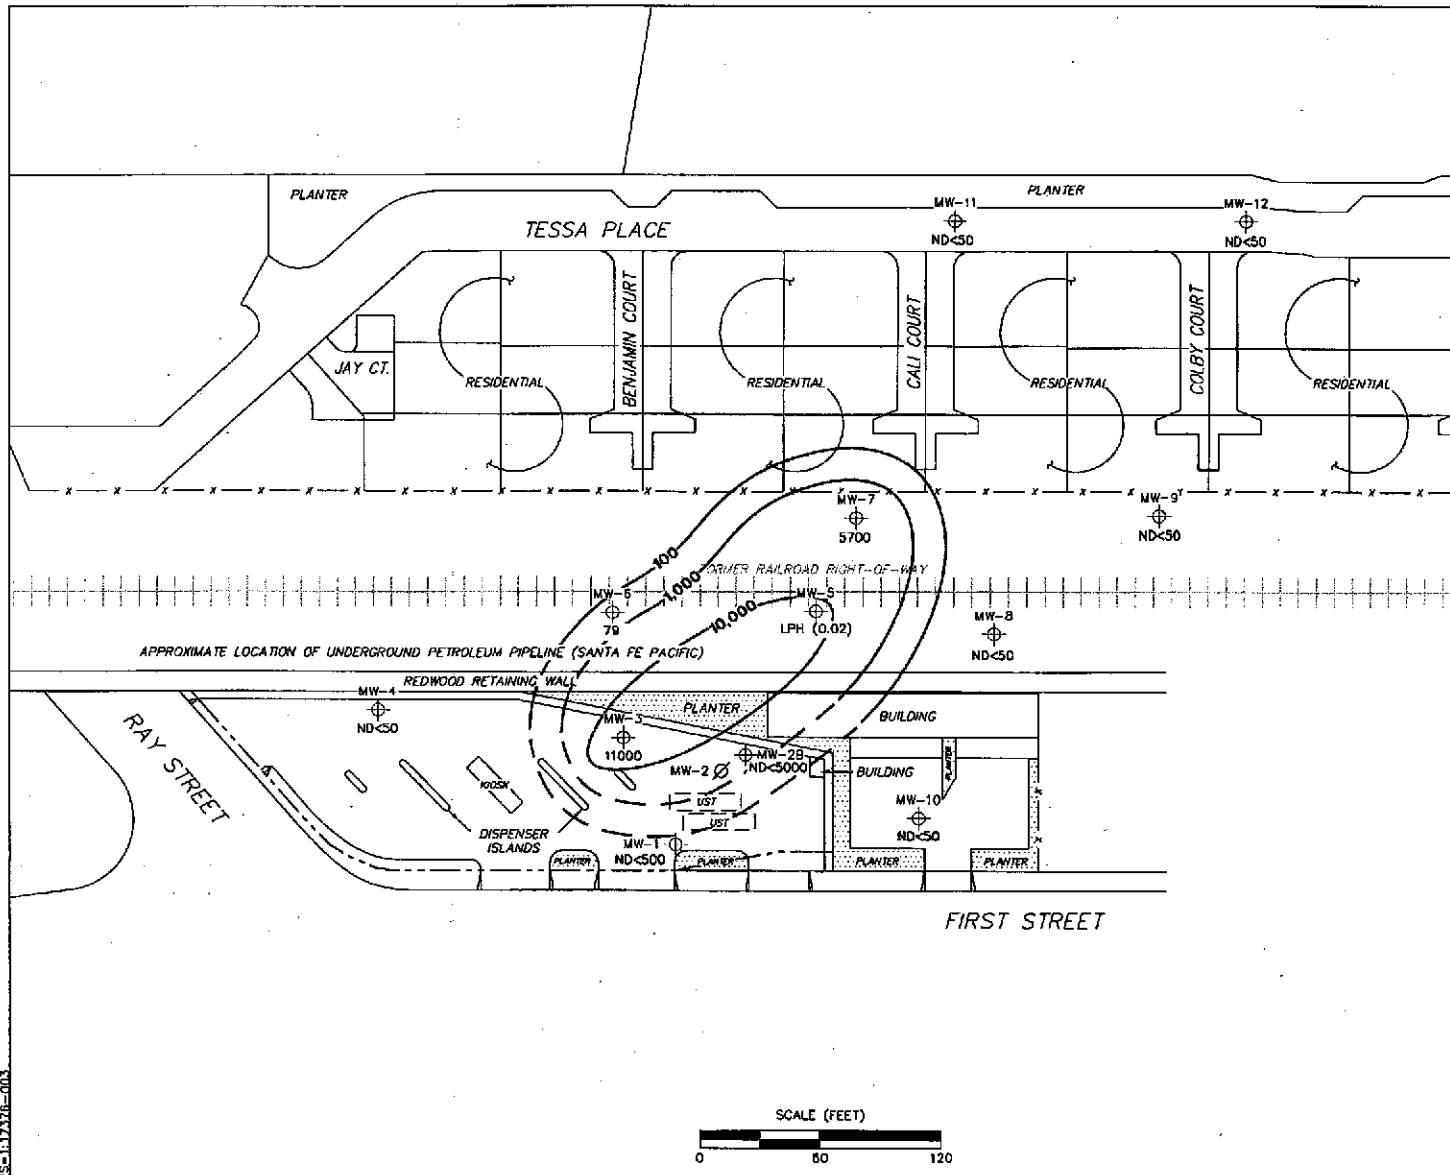 PLANTER
PLANTER
MW-11
MW-12
TESSA PLACE
ND<50
ND<50
BENJAMIN COURT
CALI COURT
COLBY COURT
JAY CT.
RESIDENTIAL
RESIDENTIAL
RESIDENTIAL
RESIDENTIAL
MW-7
MW-9
5700
ND<50
100
FORMER RAILROAD RIGHT-OF-WAY
1,000
MW-6
MW-5
10,000
79
LPH (0.02)
MW-8
ND<50
APPROXIMATE LOCATION OF UNDERGROUND PETROLEUM PIPELINE (SANTA FE PACIFIC)
REDWOOD RETAINING WALL
MW-4
ND<50
PLANTER
BUILDING
MW-3
11000
RAY STREET
MW-2B
ND<5000
MW-2
BUILDING
PLANTER
KIOSK
UST
UST
MW-10
ND<50
DISPENSER
ISLANDS
MW-1
ND<500
PLANTER
PLANTER
PLANTER
PLANTER
FIRST STREET
SCALE (FEET)
0 60 120